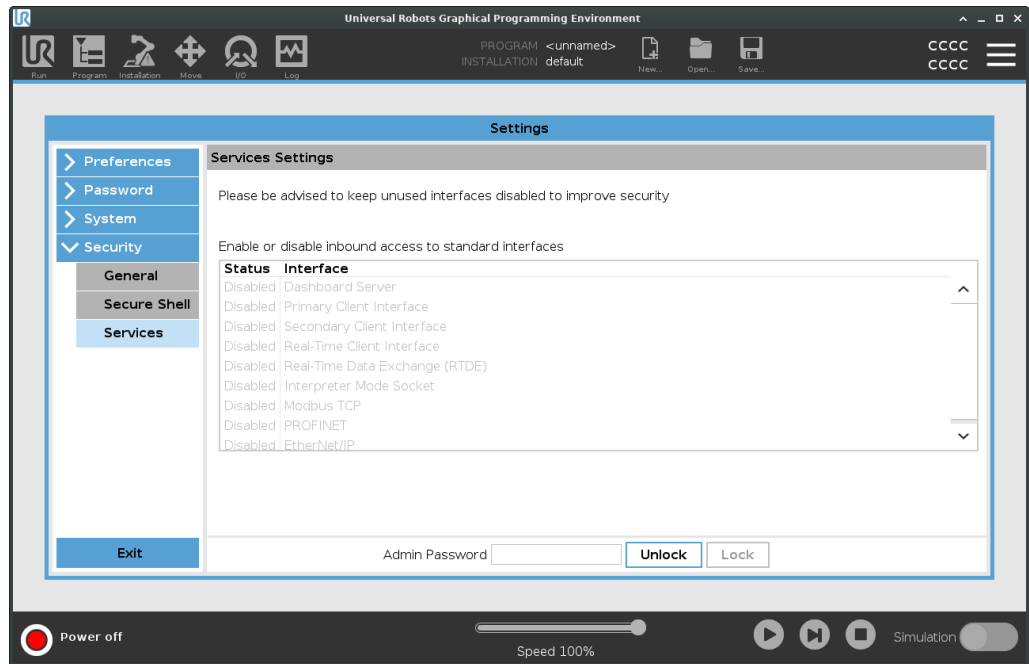 UR Universal Robots Graphical Programming Environment
UR
Run Program Installation Move I/O Log
PROGRAM <unnamed>
INSTALLATION default
New... Open... Save...
CCCC
CCCC
Settings
Preferences
Password
System
Security
General
Secure Shell
Services
Exit
Services Settings
Please be advised to keep unused interfaces disabled to improve security
Enable or disable inbound access to standard interfaces
Status Interface
Disabled Dashboard Server
Disabled Primary Client Interface
Disabled Secondary Client Interface
Disabled Real-Time Client Interface
Disabled Real-Time Data Exchange (RTDE)
Disabled Interpreter Mode Socket
Disabled Modbus TCP
Disabled PROFINET
Disabled EtherNet/IP
Admin Password Unlock Lock
Power off
Speed 100%
Simulation